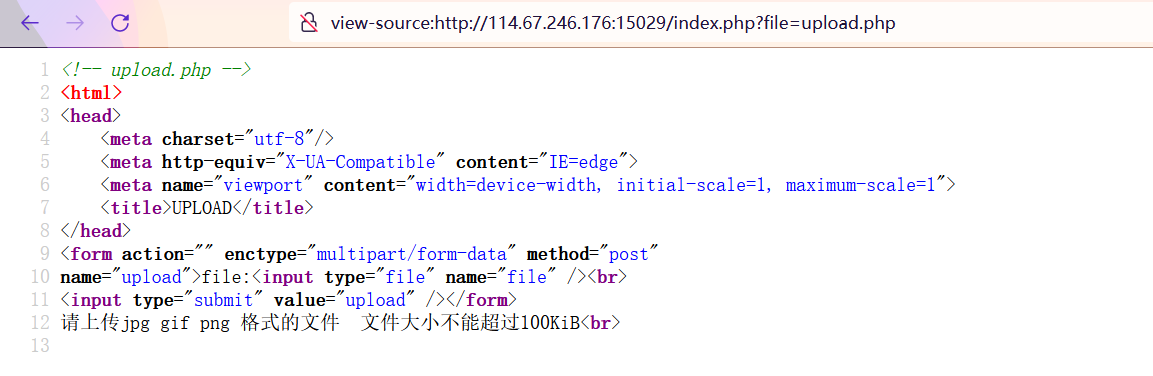 view-source:http://114.67.246.176:15029/index.php?file=upload.php
1 <!-- upload.php -->
2 <html>
3 <head>
4     <meta charset="utf-8"/>
5     <meta http-equiv="X-UA-Compatible" content="IE=edge">
6     <meta name="viewport" content="width=device-width, initial-scale=1, maximum-scale=1">
7     <title>UPLOAD</title>
8 </head>
9 <form action="" enctype="multipart/form-data" method="post"
10 name="upload">file:<input type="file" name="file" /><br>
11 <input type="submit" value="upload" /></form>
12 请上传jpg gif png 格式的文件  文件大小不能超过100KiB<br>
13